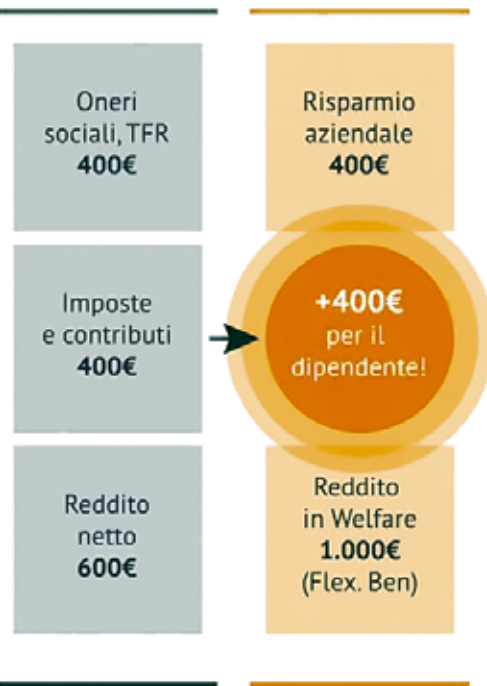 Oneri
sociali, TFR
400€
Imposte
e contributi
400€
Reddito
netto
600€
Risparmio
aziendale
400€
+400€
per il
dipendente!
Reddito
in Welfare
1.000€
(Flex. Ben)